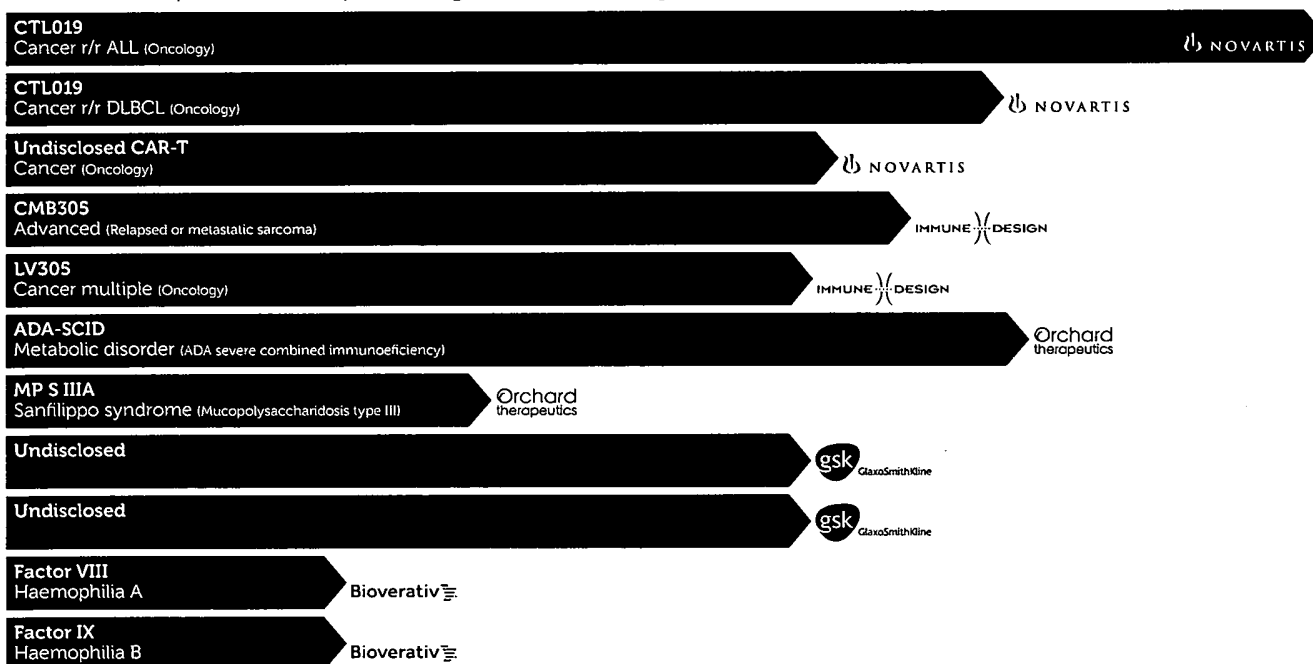 CTL019
Cancer r/r ALL (Oncology)
NOVARTIS
CTL019
Cancer r/r DLBCL (Oncology)
NOVARTIS
Undisclosed CAR-T
Cancer (Oncology)
NOVARTIS
CMB305
Advanced (Relapsed or metastatic sarcoma)
IMMUNE DESIGN
LV305
Cancer multiple (Oncology)
IMMUNE DESIGN
ADA-SCID
Metabolic disorder (ADA severe combined immunoeficiency)
Orchard
therapeutics
MP S IIIA
Sanfilippo syndrome (Mucopolysaccharidosis type III)
Orchard
therapeutics
Undisclosed
gsk
GlaxoSmithKline
Undisclosed
gsk
GlaxoSmithKline
Factor VIII
Haemophilia A
Bioverativ
Factor IX
Haemophilia B
Bioverativ